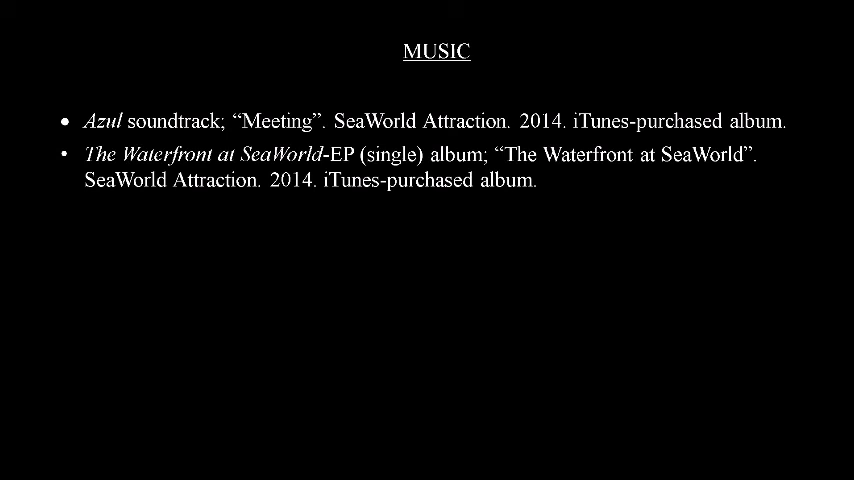 MUSIC
• Azul soundtrack; “Meeting”. SeaWorld Attraction. 2014. iTunes-purchased album.
• The Waterfront at SeaWorld-EP (single) album; “The Waterfront at SeaWorld”.
SeaWorld Attraction. 2014. iTunes-purchased album.